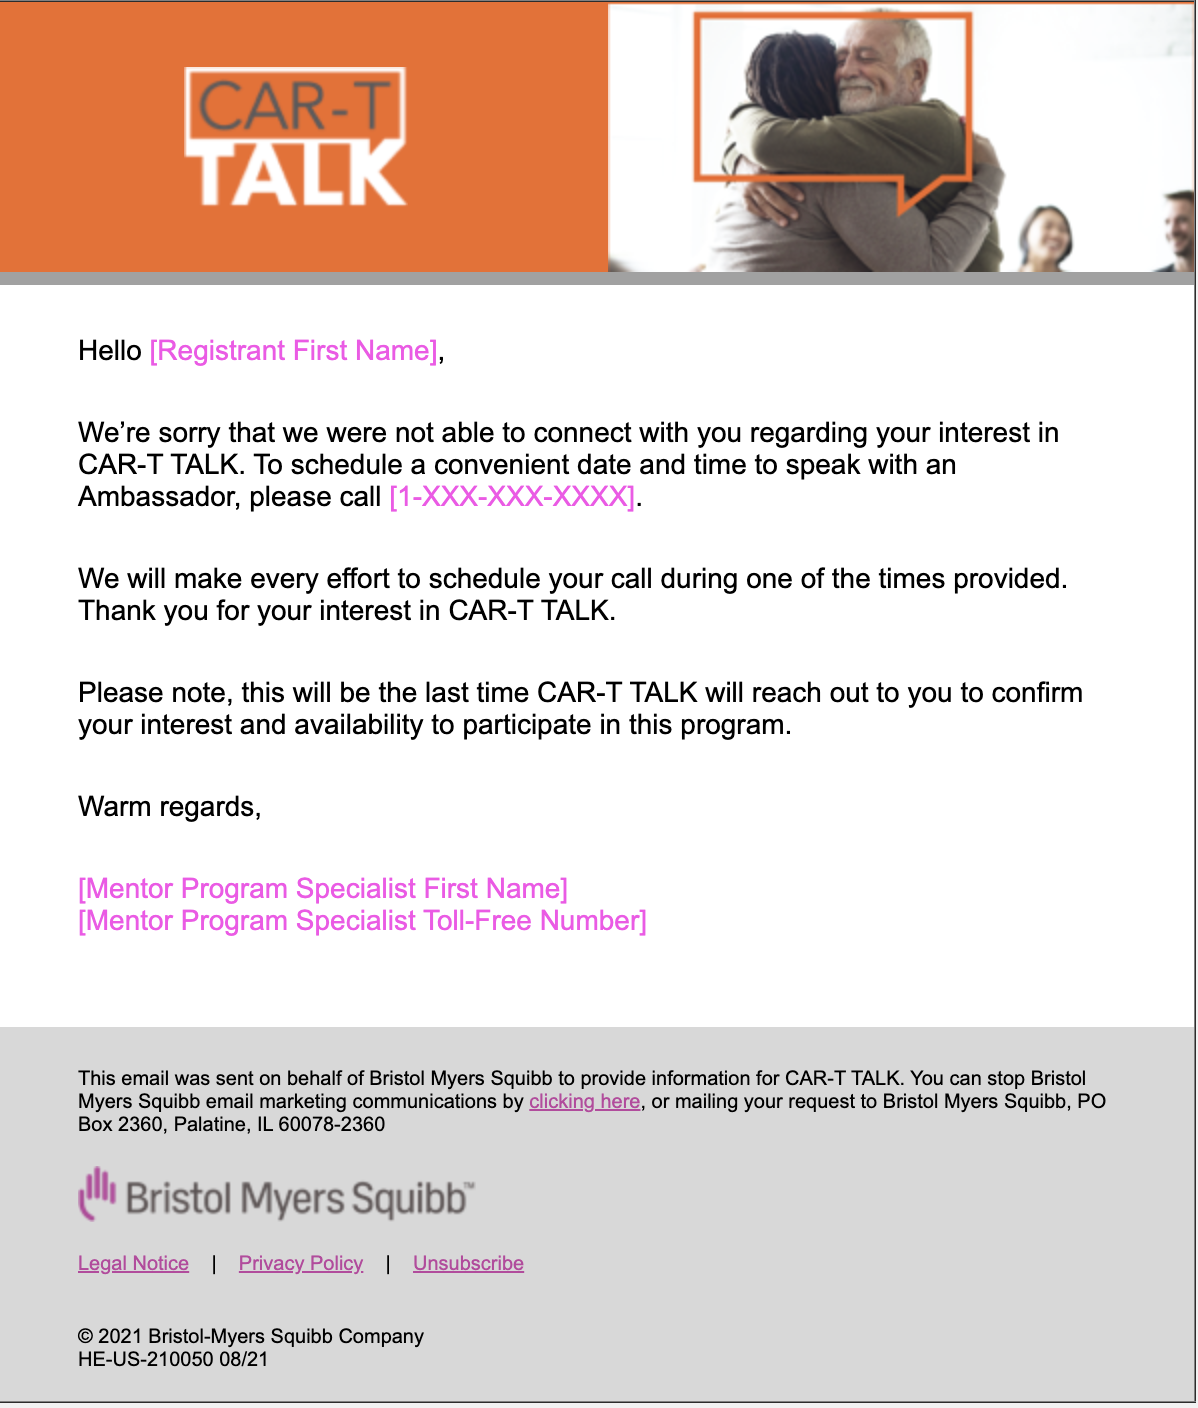 CAR-T
TALK
Hello [Registrant First Name],
We’re sorry that we were not able to connect with you regarding your interest in
CAR-T TALK. To schedule a convenient date and time to speak with an
Ambassador, please call [1-XXX-XXX-XXXX].
We will make every effort to schedule your call during one of the times provided.
Thank you for your interest in CAR-T TALK.
Please note, this will be the last time CAR-T TALK will reach out to you to confirm
your interest and availability to participate in this program.
Warm regards,
[Mentor Program Specialist First Name]
[Mentor Program Specialist Toll-Free Number]
This email was sent on behalf of Bristol Myers Squibb to provide information for CAR-T TALK. You can stop Bristol
Myers Squibb email marketing communications by clicking here, or mailing your request to Bristol Myers Squibb, PO
Box 2360, Palatine, IL 60078-2360
Bristol Myers Squibb™
Legal Notice | Privacy Policy | Unsubscribe
© 2021 Bristol-Myers Squibb Company
HE-US-210050 08/21